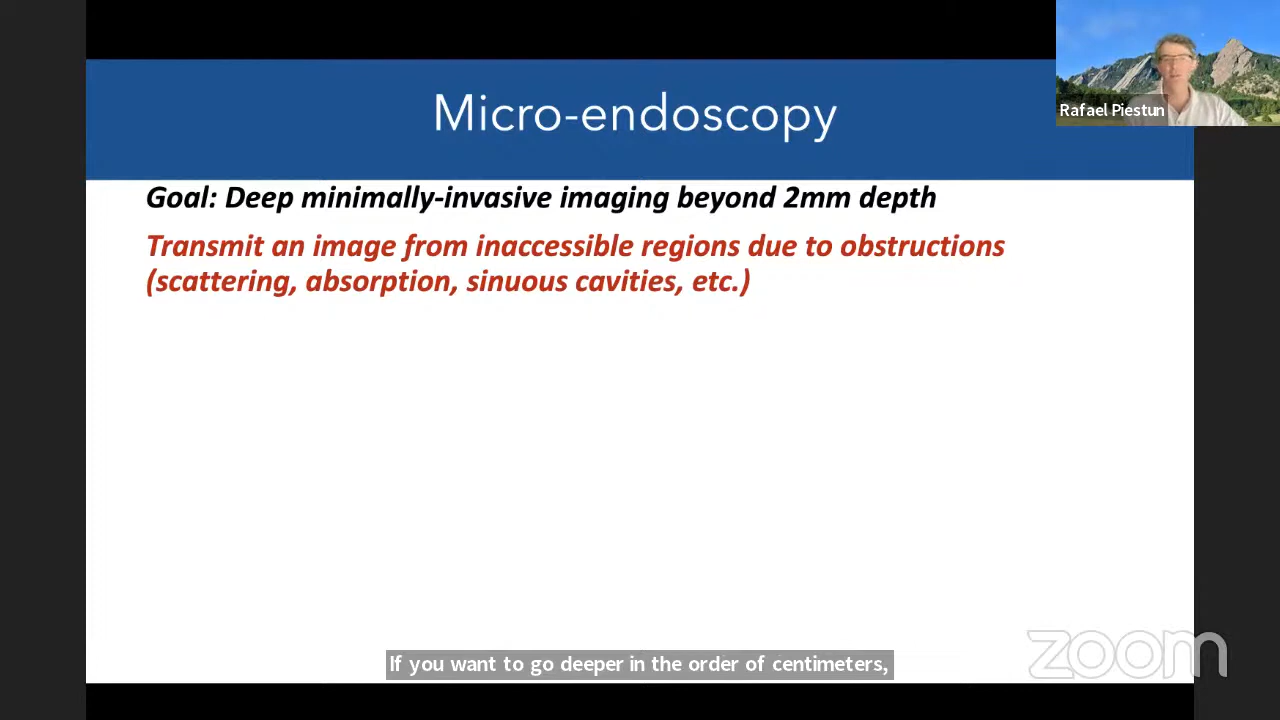 Rafael Piestun
Micro-endoscopy
Goal: Deep minimally-invasive imaging beyond 2mm depth
Transmit an image from inaccessible regions due to obstructions
(scattering, absorption, sinuous cavities, etc.)
If you want to go deeper in the order of centimeters,
zoom